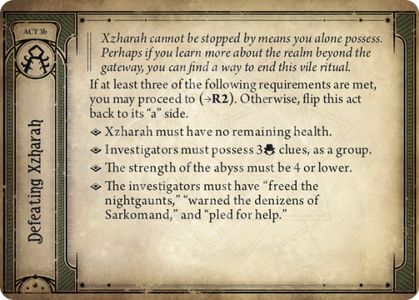 ACT 3b
Defeating Xzharah
Xzharah cannot be stopped by means you alone possess.
Perhaps if you learn more about the realm beyond the
gateway, you can find a way to end this vile ritual.
If at least three of the following requirements are met,
you may proceed to (→R2). Otherwise, flip this act
back to its “a” side.
Xzharah must have no remaining health.
Investigators must possess 3 clues, as a group.
The strength of the abyss must be 4 or lower.
The investigators must have “freed the
nightgaunts,” “warned the denizens of
Sarkomand,” and “pled for help.”